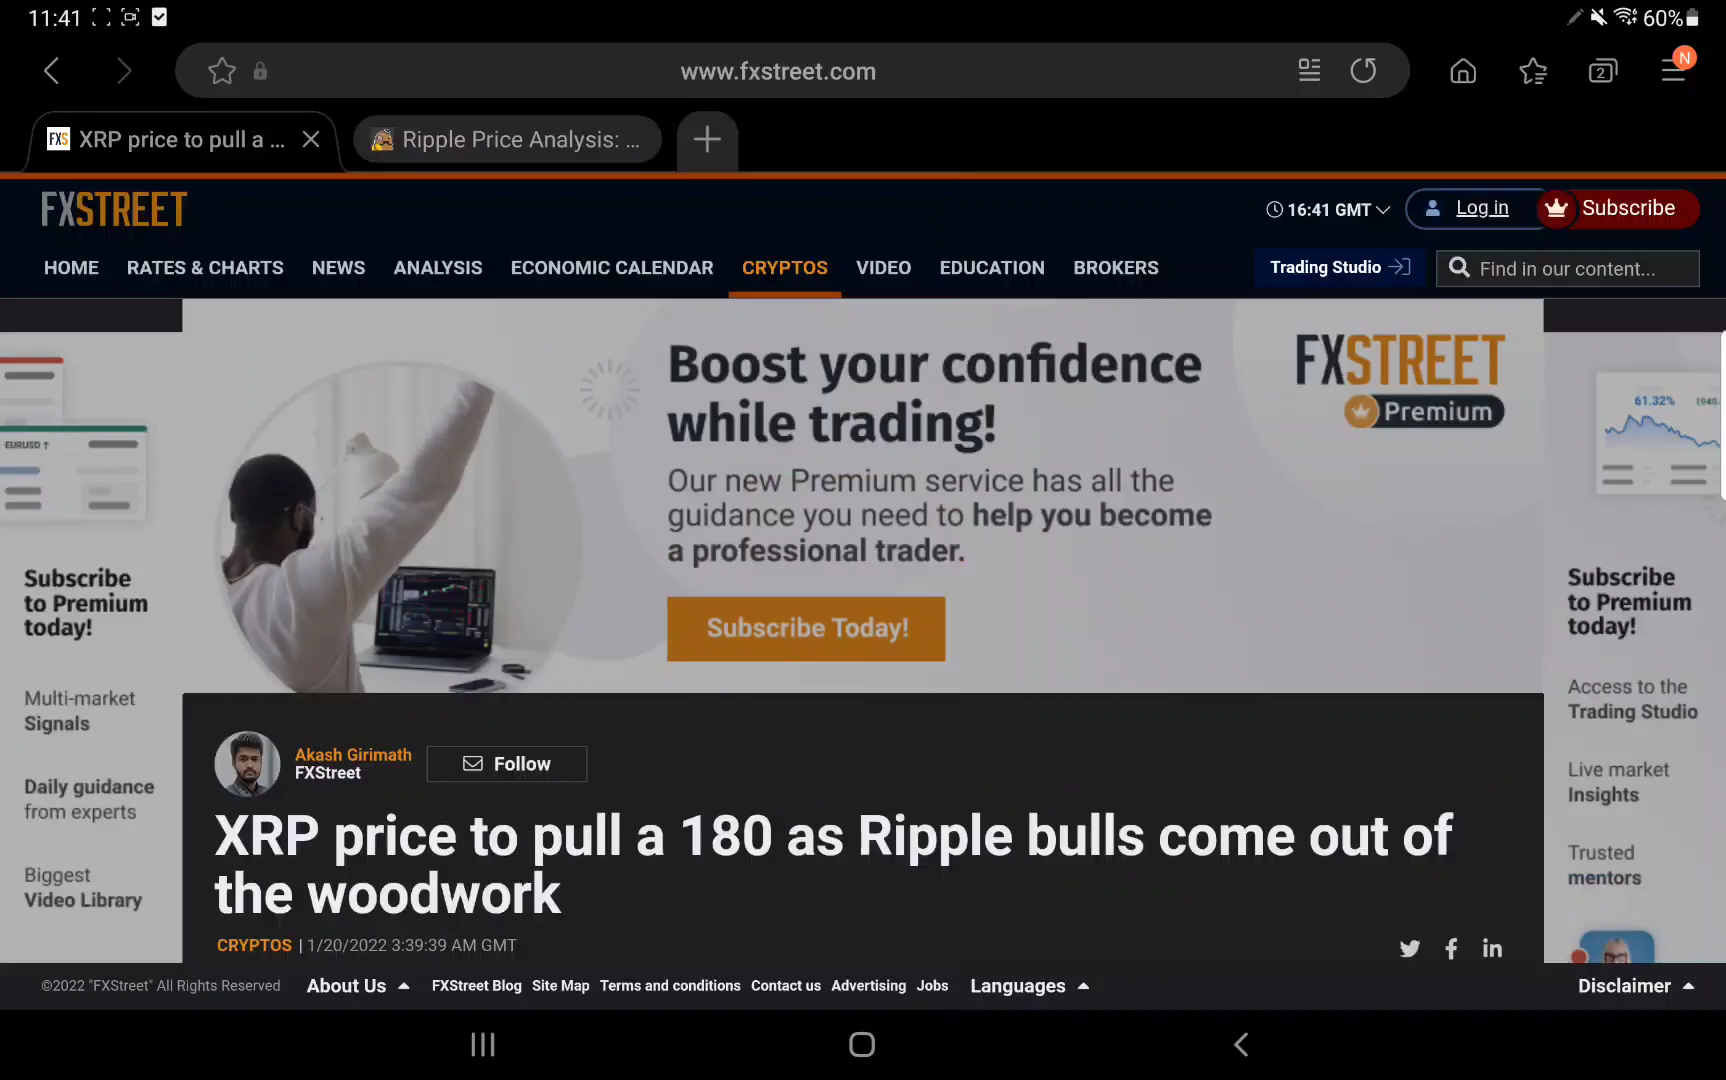 11:41
60%
www.fxstreet.com
2
N
FXS XRP price to pull a ...
Ripple Price Analysis: ...
FXSTREET
16:41 GMT
Log in
Subscribe
HOME RATES & CHARTS NEWS ANALYSIS ECONOMIC CALENDAR CRYPTOS VIDEO EDUCATION BROKERS
Trading Studio
Find in our content...
Boost your confidence
while trading!
Our new Premium service has all the
guidance you need to help you become
a professional trader.
Subscribe Today!
FXSTREET
Premium
EURUSD ↑
Subscribe
to Premium
today!
Multi-market
Signals
Daily guidance
from experts
Biggest
Video Library
61.32%
1940.
Subscribe
to Premium
today!
Access to the
Trading Studio
Live market
Insights
Trusted
mentors
Akash Girimath
FXStreet
Follow
XRP price to pull a 180 as Ripple bulls come out of
the woodwork
CRYPTOS | 1/20/2022 3:39:39 AM GMT
©2022 "FXStreet" All Rights Reserved
About Us
FXStreet Blog Site Map Terms and conditions Contact us Advertising Jobs
Languages
Disclaimer